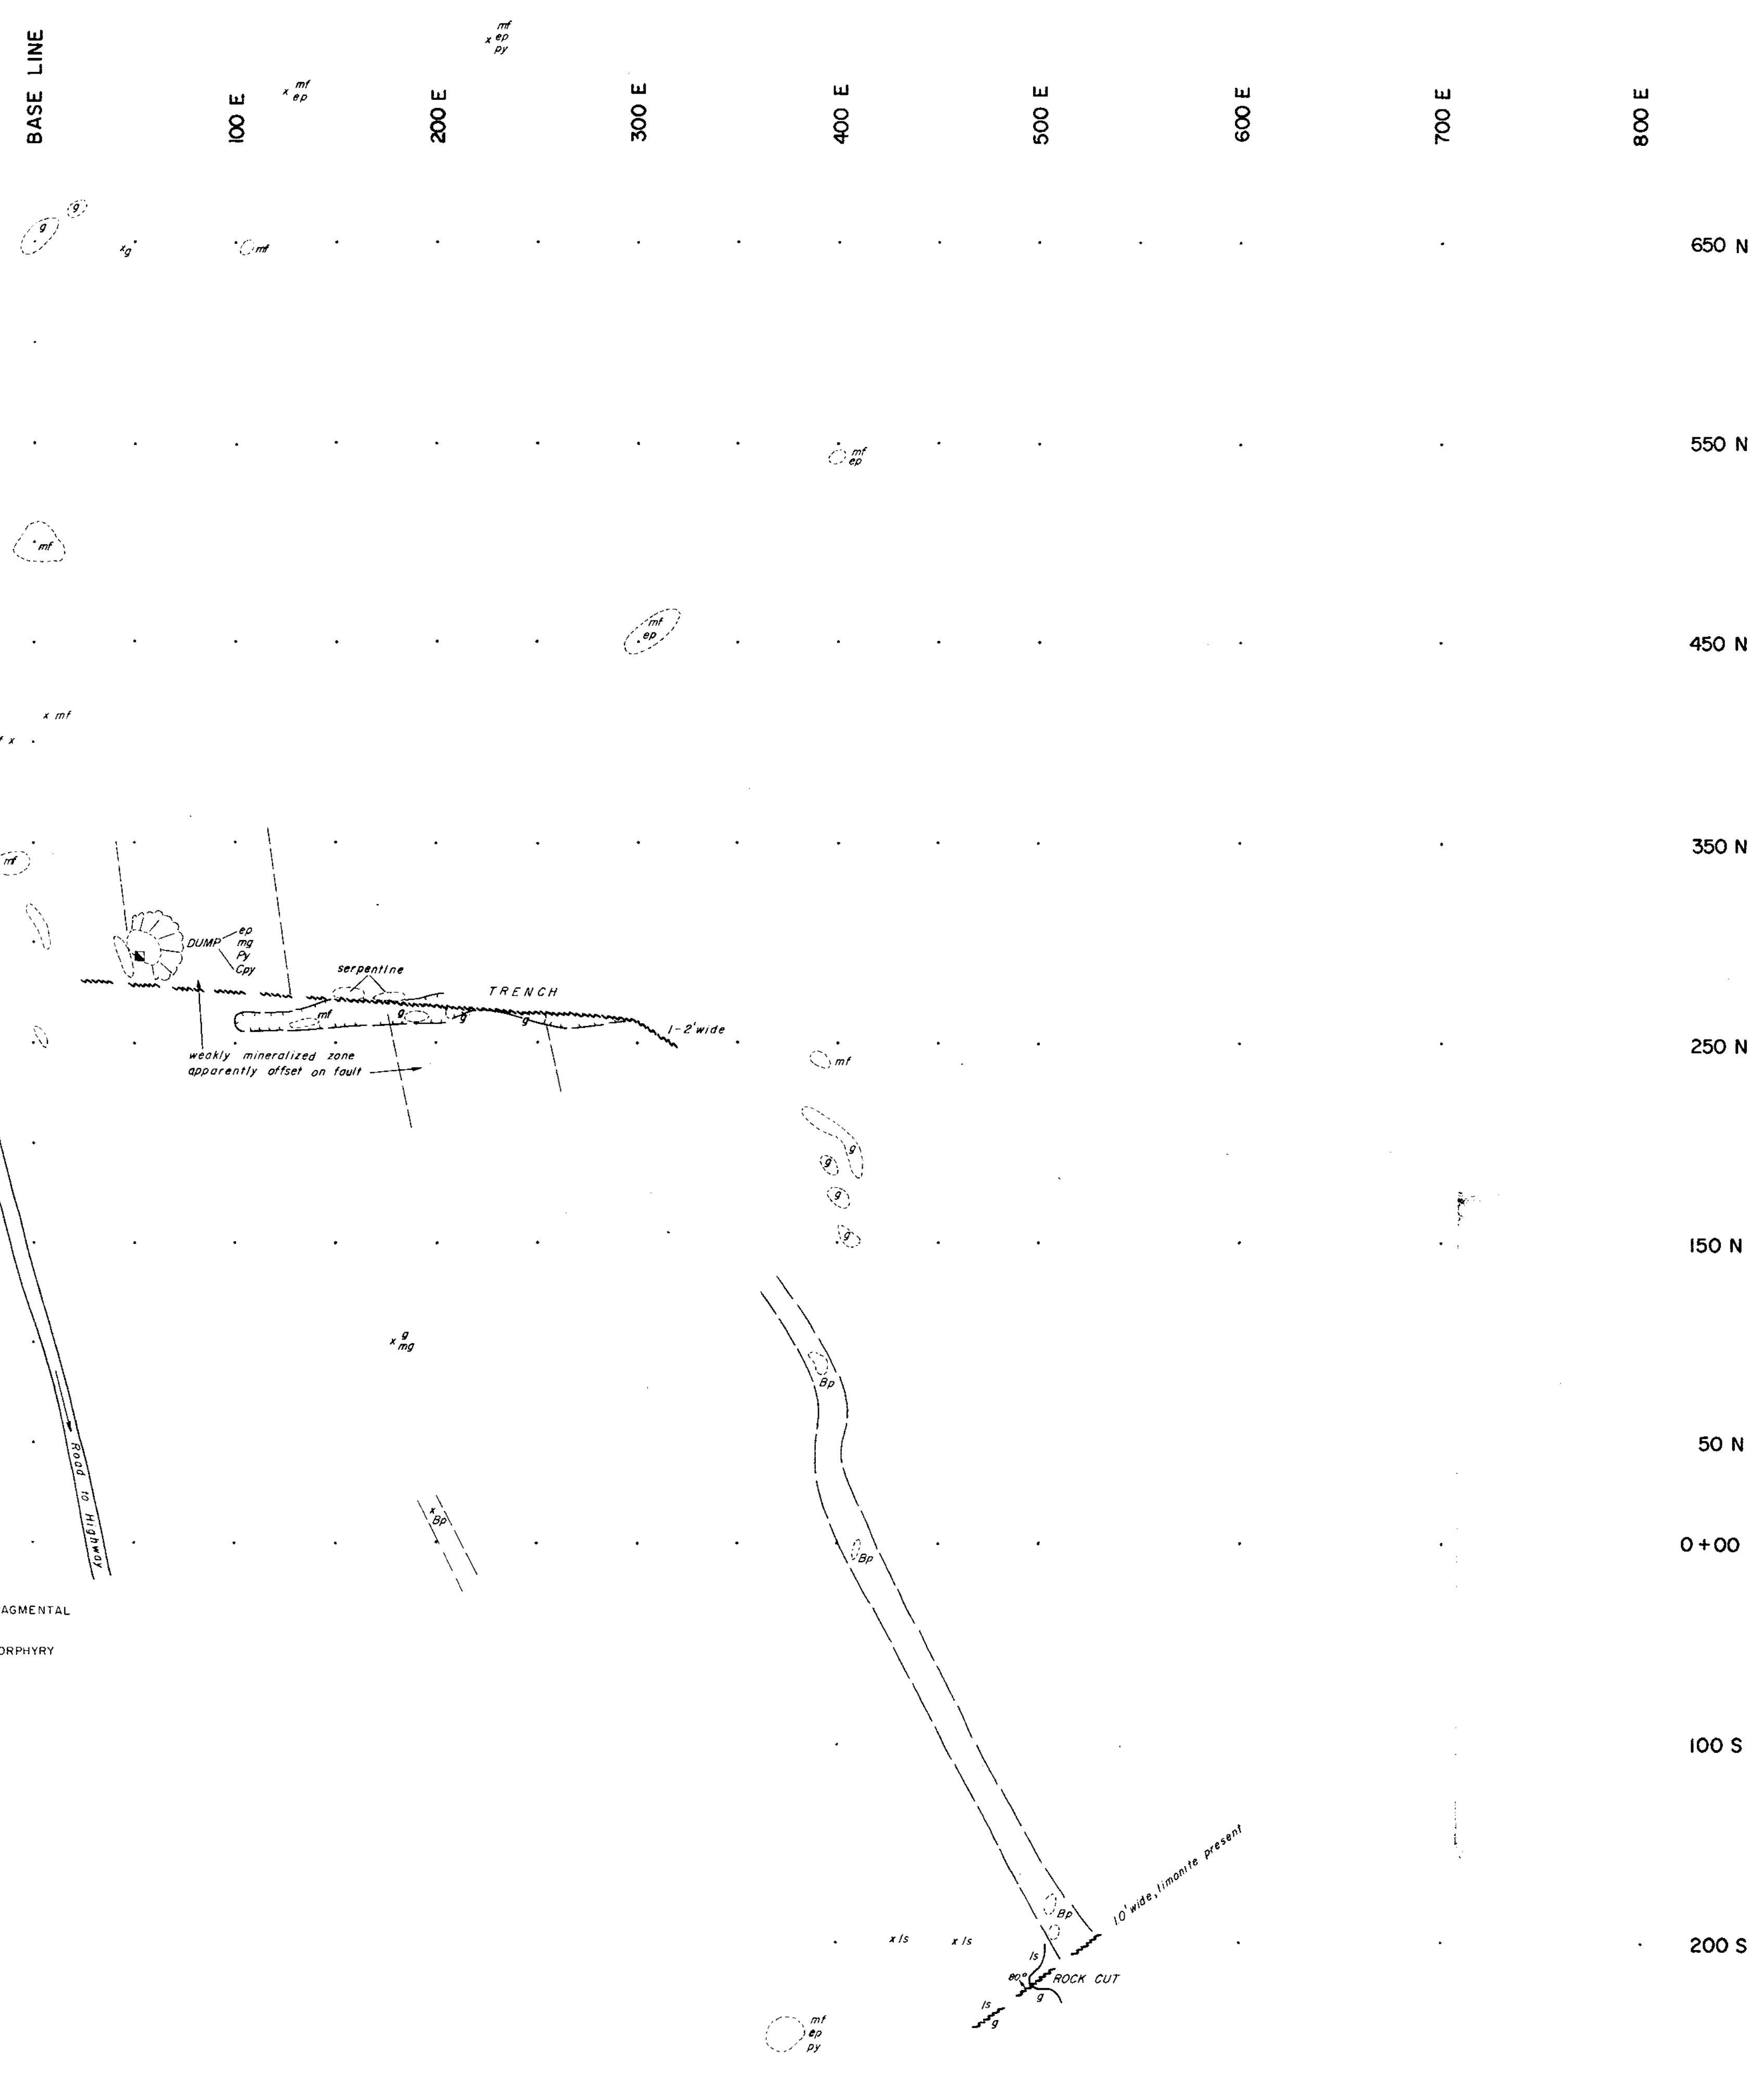 BASE LINE
100 E
200 E
300 E
400 E
500 E
600 E
700 E
800 E
mf
x ep
py
x mf
ep
g
g
xg
mf
650 N
mf
ep
550 N
mf
mf
ep
450 N
x mf
x
350 N
mf
DUMP
ep
mg
Py
Cpy
serpentine
TRENCH
mf
g
g
g
1-2' wide
weakly mineralized zone
apparently offset on fault
250 N
mf
g
g
g
g
150 N
x g
mg
Bp
50 N
Road to Highway
x
Bp
Bp
0+00
AGMENTAL
ORPHYRY
100 S
10' wide, limonite present
Bp
x ls
x ls
ls
200 S
80°
ROCK CUT
g
ls
g
mf
ep
py